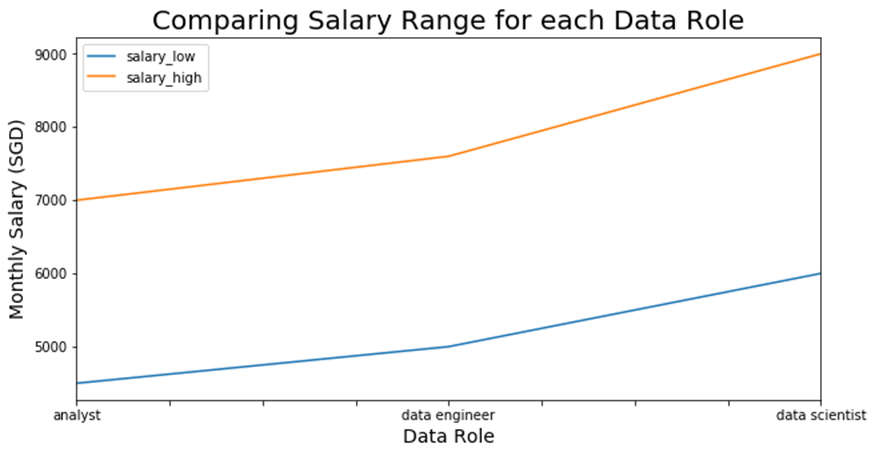 Comparing Salary Range for each Data Role
salary_low
salary_high
9000
8000
7000
6000
5000
Monthly Salary (SGD)
analyst
data engineer
data scientist
Data Role